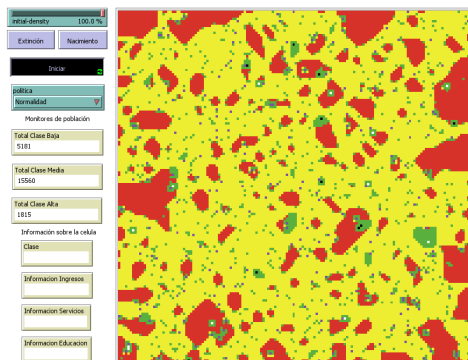 initial-density 100.0 %
Extinción Nacimiento
Iniciar
politica
Normalidad
Monitores de población
Total Clase Baja
5181
Total Clase Media
15560
Total Clase Alta
1815
Información sobre la celula
Clase
Informacion Ingresos
Informacion Servicios
Informacion Educacion